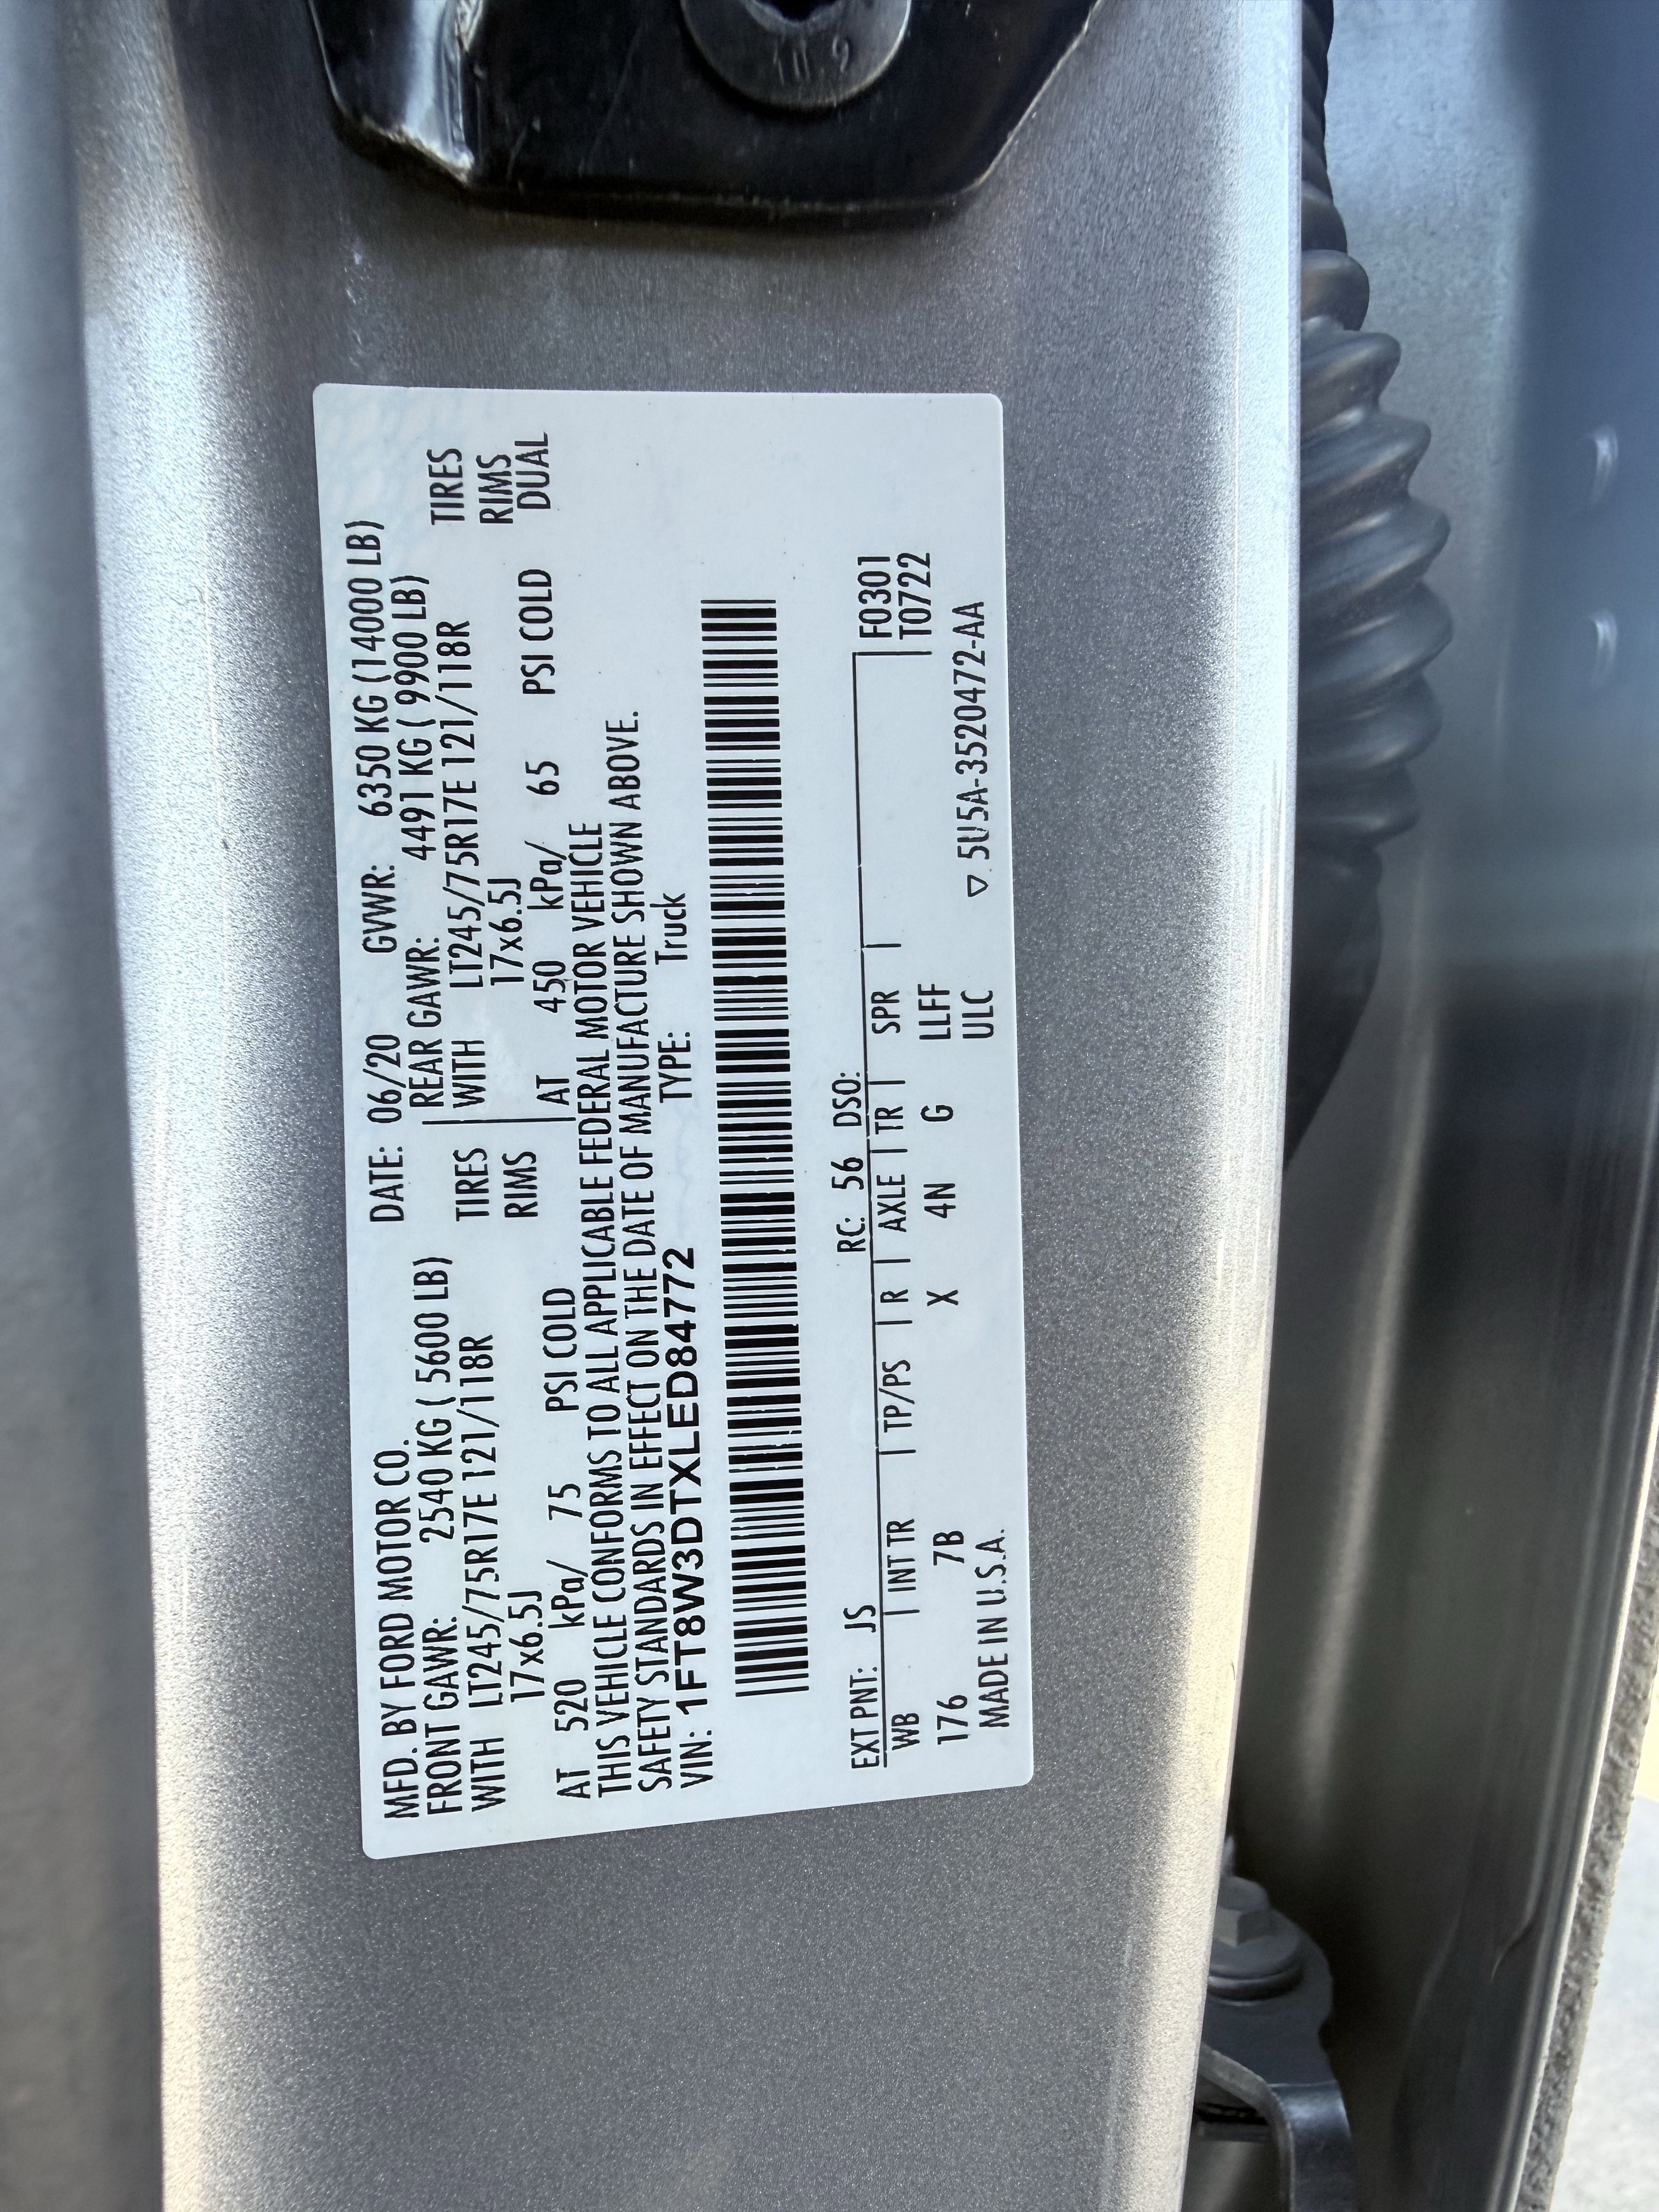 MFD. BY FORD MOTOR CO.
DATE: 06/20 GVWR: 6350 KG (14000 LB)
FRONT GAWR: 2540 KG ( 5600 LB)
REAR GAWR: 4491 KG ( 9900 LB)
WITH LT245/75R17E 121/118R TIRES
WITH LT245/75R17E 121/118R TIRES
17x6.5J RIMS
17x6.5J RIMS
AT 520 kPa/ 75 PSI COLD
AT 450 kPa/ 65 PSI COLD DUAL
THIS VEHICLE CONFORMS TO ALL APPLICABLE FEDERAL MOTOR VEHICLE
SAFETY STANDARDS IN EFFECT ON THE DATE OF MANUFACTURE SHOWN ABOVE.
VIN: 1FT8W3DTXLED84772 TYPE: Truck
EXT PNT: JS RC: 56 DSO:
WB | INT TR | TP/PS | R | AXLE | TR | SPR | F0301
176 7B X 4N G LLFF T0722
ULC
MADE IN U.S.A. ▽ 5U5A-3520472-AA